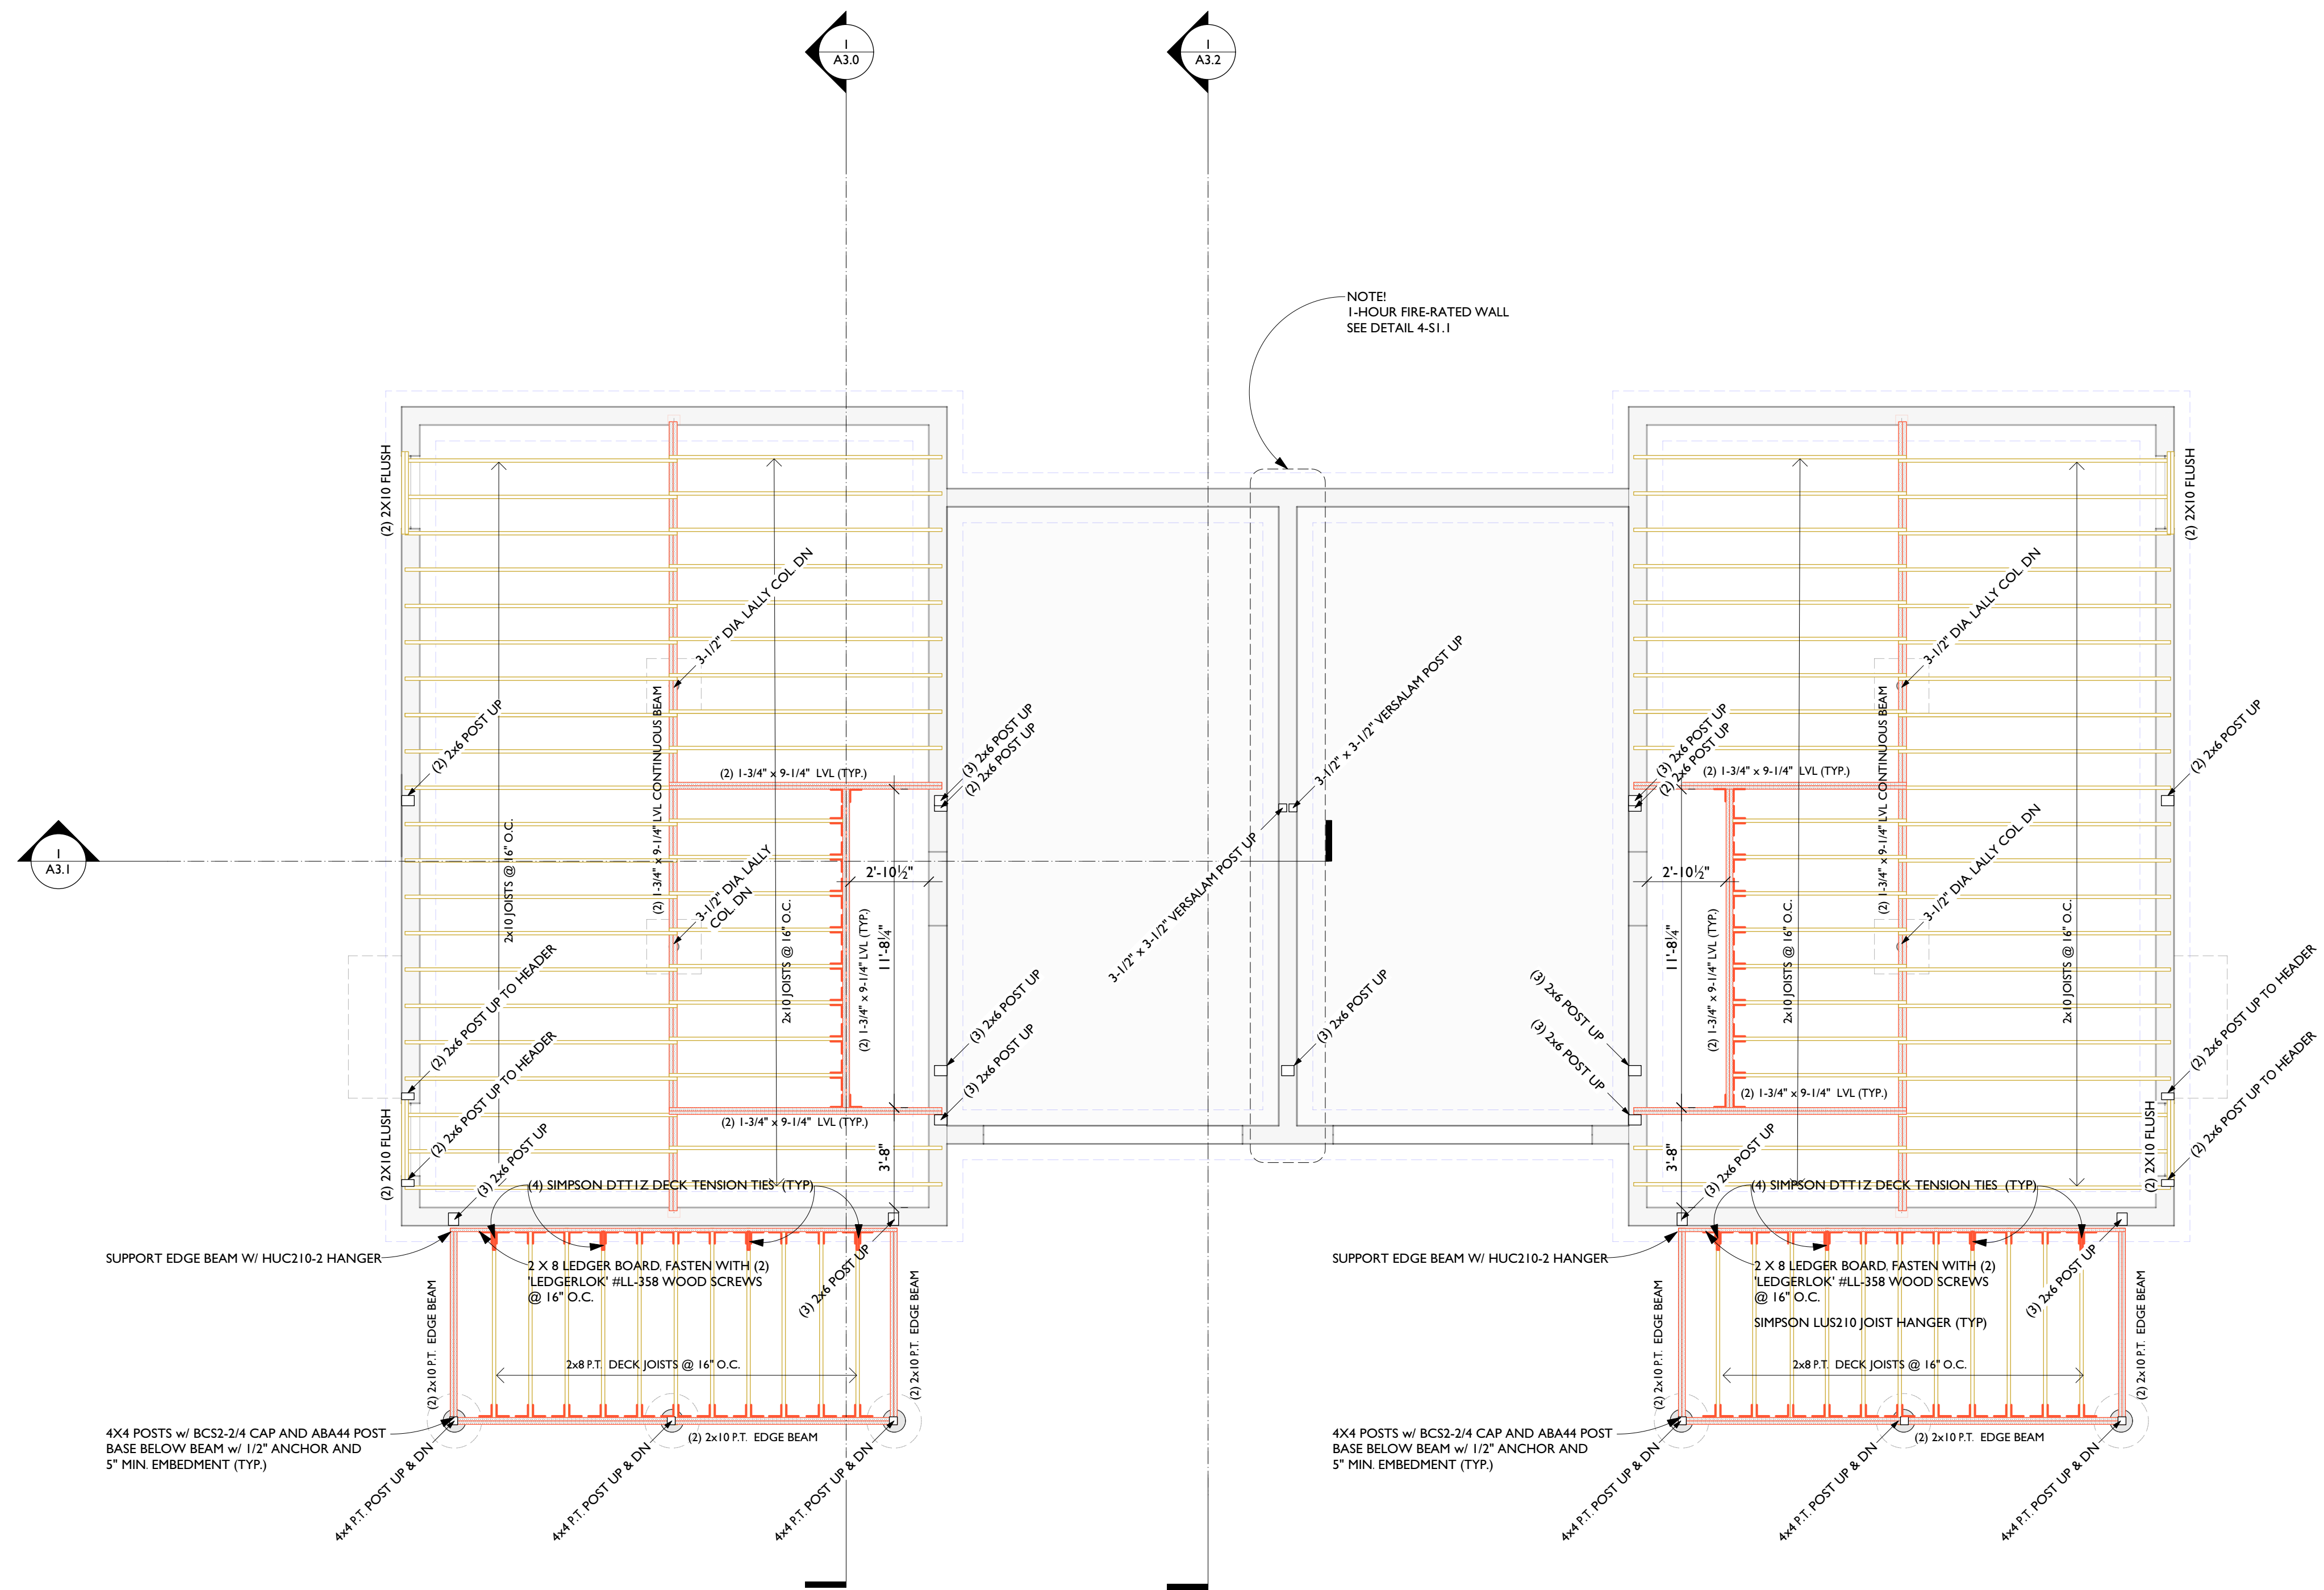 1
A3.0
1
A3.2
NOTE!
1-HOUR FIRE-RATED WALL
SEE DETAIL 4-S1.1
(2) 2X10 FLUSH
(2) 2X10 FLUSH
3-1/2" DIA. LALLY COL. DN
3-1/2" DIA. LALLY COL. DN
(2) 2x6 POST UP
(2) 1-3/4" x 9-1/4" LVL CONTINUOUS BEAM
(2) 1-3/4" x 9-1/4" LVL (TYP.)
(3) 2x6 POST UP
(2) 2x6 POST UP
3-1/2" x 3-1/2" VERSALAM POST UP
3-1/2" x 3-1/2" VERSALAM POST UP
(3) 2x6 POST UP
(2) 2x6 POST UP
(2) 1-3/4" x 9-1/4" LVL (TYP.)
(2) 1-3/4" x 9-1/4" LVL CONTINUOUS BEAM
(2) 2x6 POST UP
1
A3.1
2x10 JOISTS @ 16" O.C.
3-1/2" DIA. LALLY
COL. DN
2x10 JOISTS @ 16" O.C.
2'-10½"
(2) 1-3/4" x 9-1/4" LVL (TYP.)
11'-8¼"
2'-10½"
11'-8¼"
(2) 1-3/4" x 9-1/4" LVL (TYP.)
2x10 JOISTS @ 16" O.C.
3-1/2" DIA. LALLY COL. DN
2x10 JOISTS @ 16" O.C.
(2) 2x6 POST UP TO HEADER
(2) 2x6 POST UP TO HEADER
(3) 2x6 POST UP
(3) 2x6 POST UP
(3) 2x6 POST UP
(3) 2x6 POST UP
(3) 2x6 POST UP
(2) 2x6 POST UP TO HEADER
(2) 2x6 POST UP TO HEADER
(2) 2X10 FLUSH
(2) 1-3/4" x 9-1/4" LVL (TYP.)
3'-8"
(2) 1-3/4" x 9-1/4" LVL (TYP.)
3'-8"
(2) 2X10 FLUSH
(3) 2x6 POST UP
(4) SIMPSON DTT1Z DECK TENSION TIES (TYP)
(3) 2x6 POST UP
(4) SIMPSON DTT1Z DECK TENSION TIES (TYP)
SUPPORT EDGE BEAM W/ HUC210-2 HANGER
2 X 8 LEDGER BOARD, FASTEN WITH (2)
'LEDGERLOK' #LL-358 WOOD SCREWS
@ 16" O.C.
(3) 2x6 POST UP
(2) 2x10 P.T. EDGE BEAM
(2) 2x10 P.T. EDGE BEAM
2x8 P.T. DECK JOISTS @ 16" O.C.
(2) 2x10 P.T. EDGE BEAM
4X4 POSTS w/ BCS2-2/4 CAP AND ABA44 POST
BASE BELOW BEAM w/ 1/2" ANCHOR AND
5" MIN. EMBEDMENT (TYP.)
4x4 P.T. POST UP & DN
4x4 P.T. POST UP & DN
4x4 P.T. POST UP & DN
SUPPORT EDGE BEAM W/ HUC210-2 HANGER
2 X 8 LEDGER BOARD, FASTEN WITH (2)
'LEDGERLOK' #LL-358 WOOD SCREWS
@ 16" O.C.
SIMPSON LUS210 JOIST HANGER (TYP)
(3) 2x6 POST UP
(2) 2x10 P.T. EDGE BEAM
(2) 2x10 P.T. EDGE BEAM
2x8 P.T. DECK JOISTS @ 16" O.C.
(2) 2x10 P.T. EDGE BEAM
4X4 POSTS w/ BCS2-2/4 CAP AND ABA44 POST
BASE BELOW BEAM w/ 1/2" ANCHOR AND
5" MIN. EMBEDMENT (TYP.)
4x4 P.T. POST UP & DN
4x4 P.T. POST UP & DN
4x4 P.T. POST UP & DN